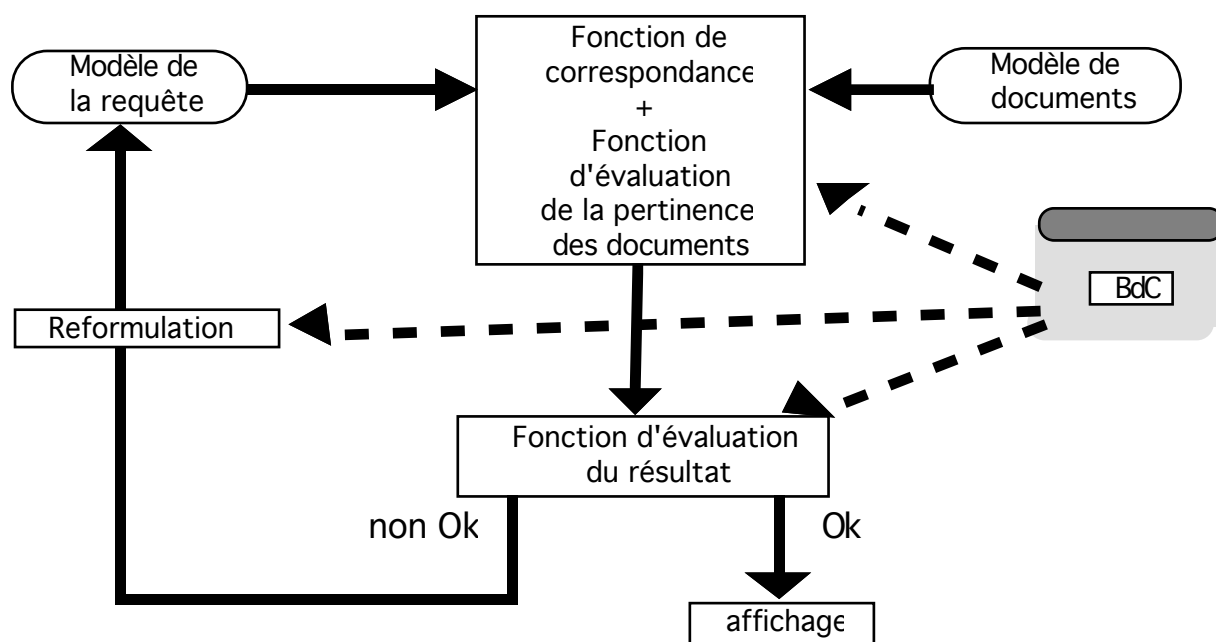 Modèle de
la requête
Fonction de
correspondance
+
Fonction
d'évaluation
de la pertinence
des documents
Modèle de
documents
BdC
Reformulation
Fonction d'évaluation
du résultat
non Ok
Ok
affichage